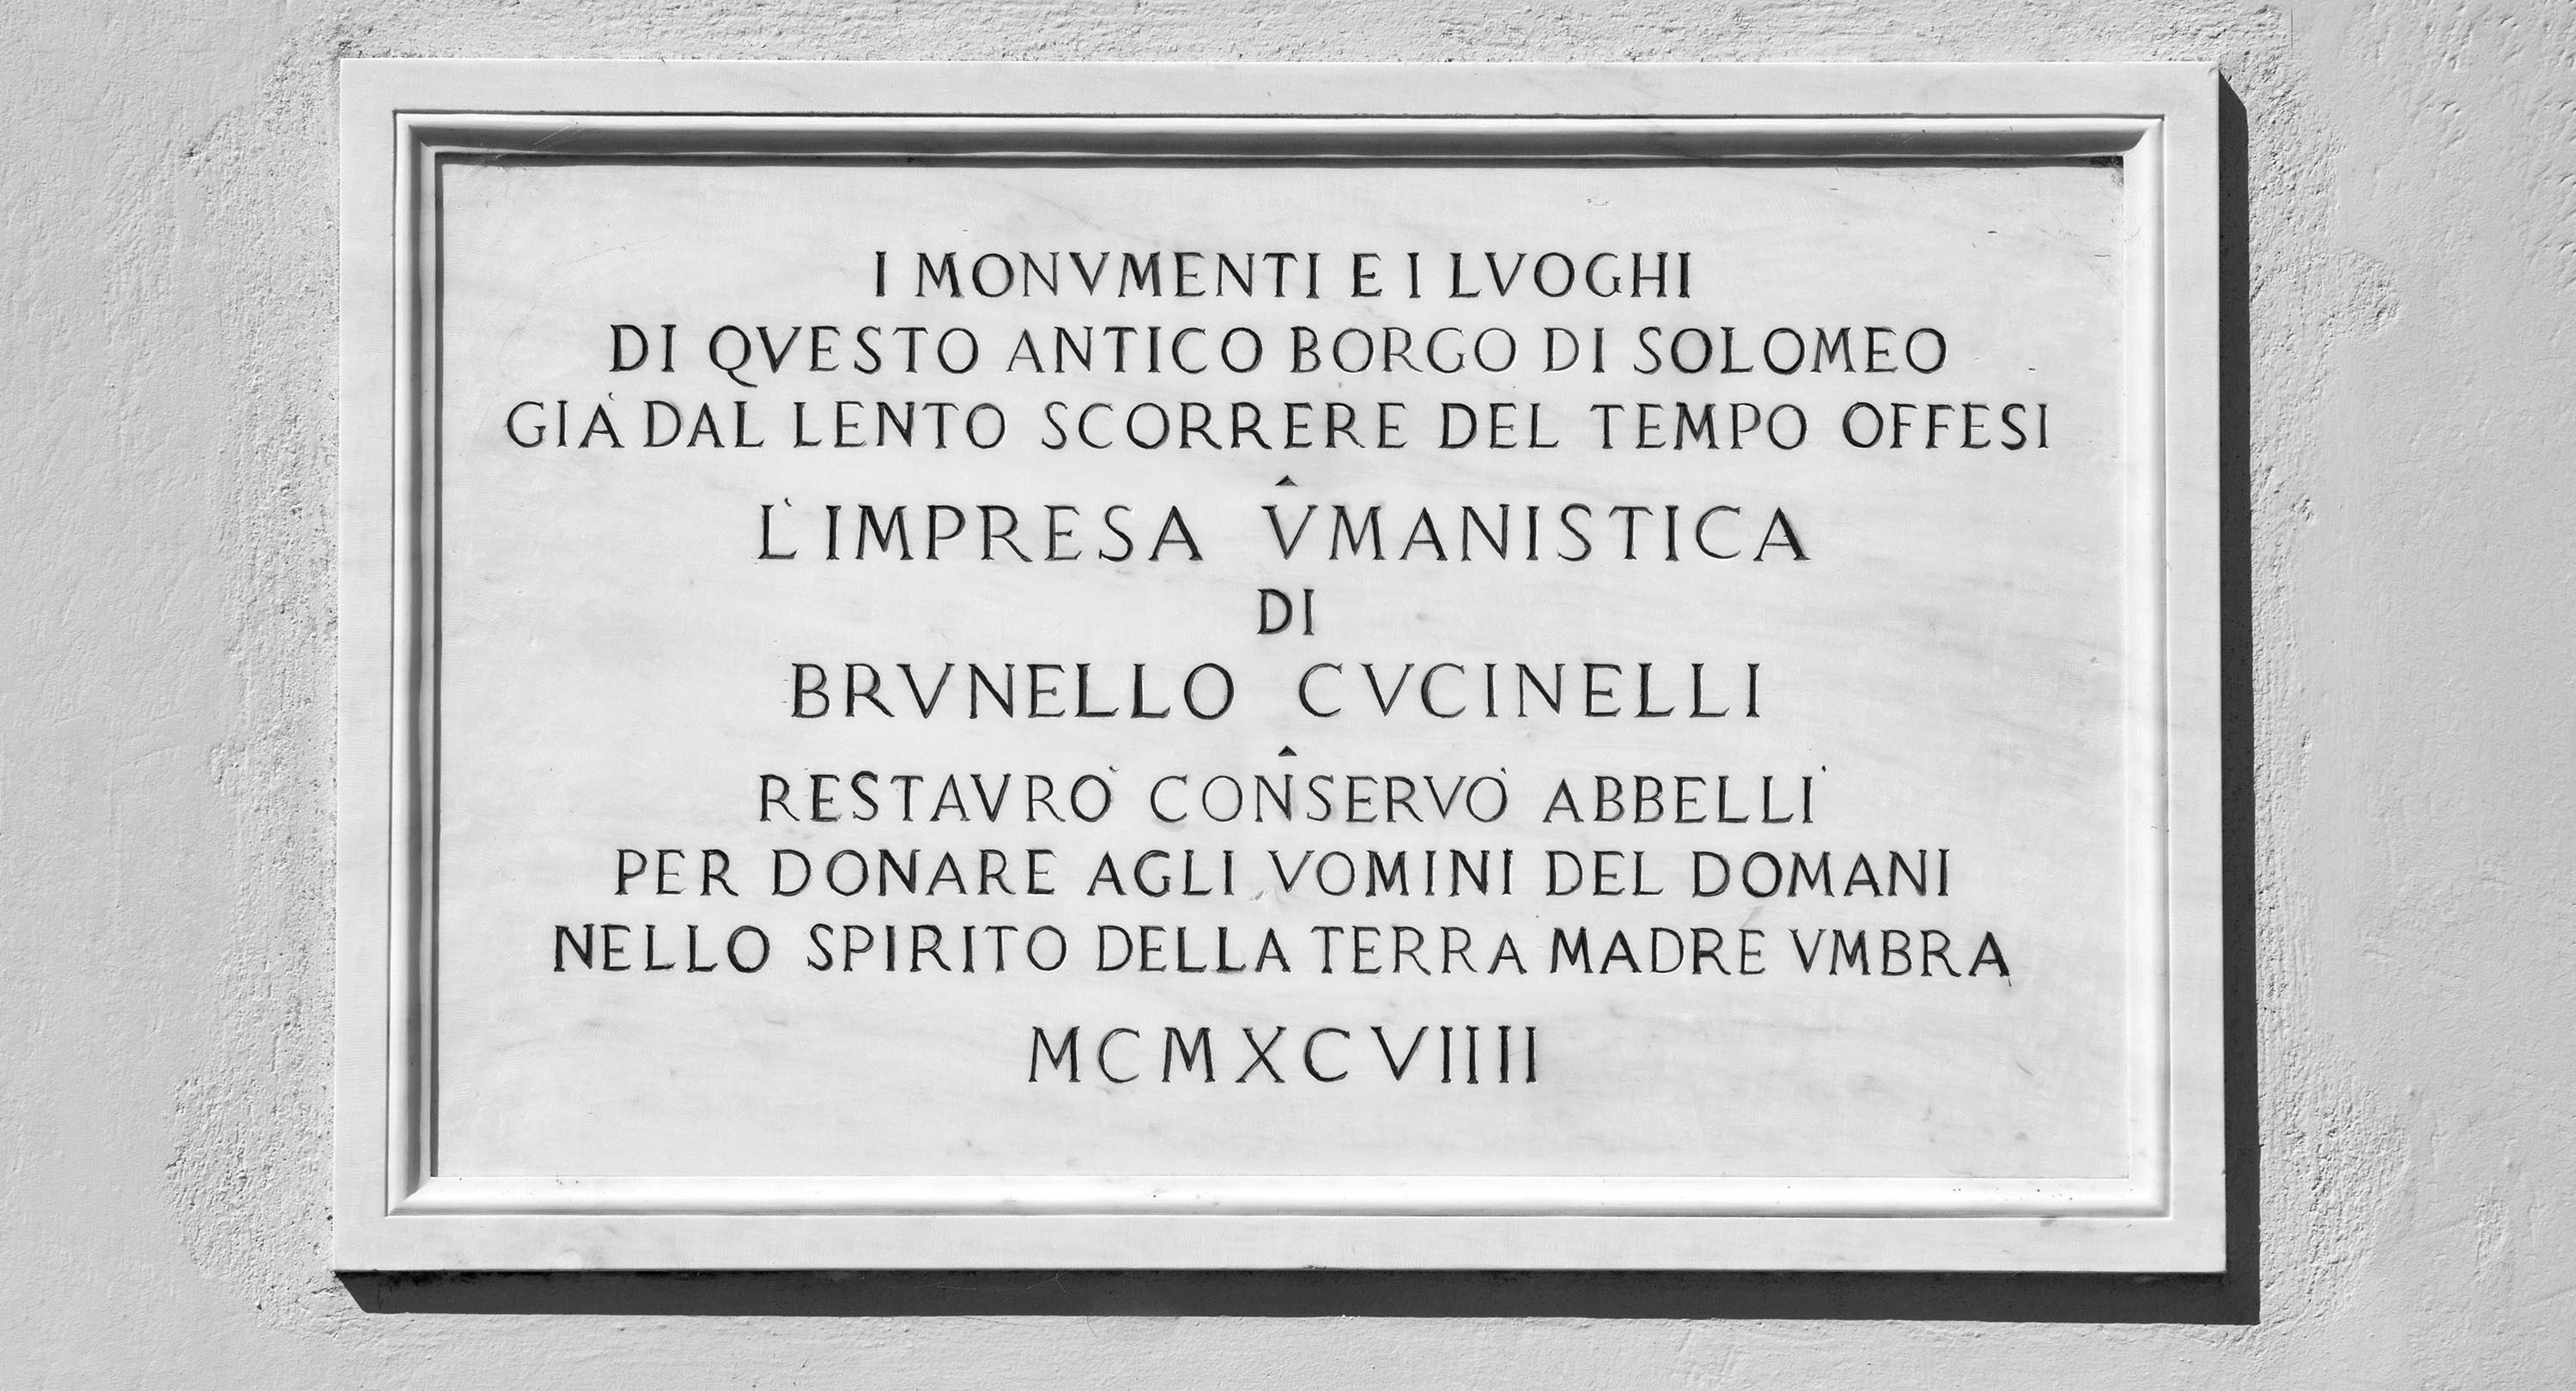 I MONVMENTI E I LVOGHI
DI QVESTO ANTICO BORGO DI SOLOMEO
GIÀ DAL LENTO SCORRERE DEL TEMPO OFFESI
L'IMPRESA VMANISTICA
DI
BRVNELLO CVCINELLI
RESTAVRÒ CONSERVÒ ABBELLÌ
PER DONARE AGLI VOMINI DEL DOMANI
NELLO SPIRITO DELLA TERRA MADRE VMBRA
MCMXCVIIII